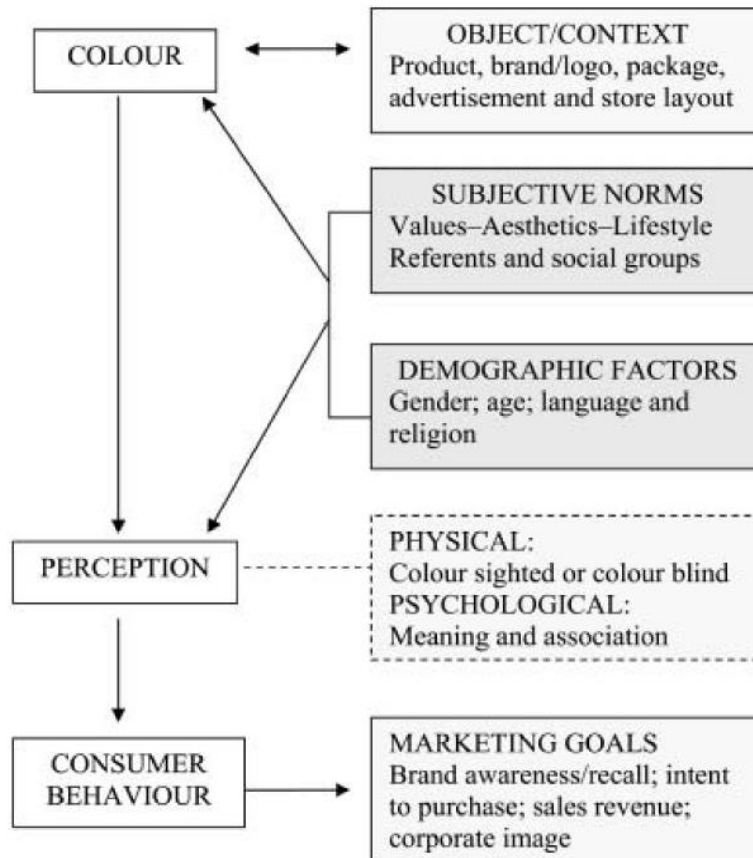 COLOUR
OBJECT/CONTEXT
Product, brand/logo, package,
advertisement and store layout
SUBJECTIVE NORMS
Values–Aesthetics–Lifestyle
Referents and social groups
DEMOGRAPHIC FACTORS
Gender; age; language and
religion
PERCEPTION
PHYSICAL:
Colour sighted or colour blind
PSYCHOLOGICAL:
Meaning and association
CONSUMER
BEHAVIOUR
MARKETING GOALS
Brand awareness/recall; intent
to purchase; sales revenue;
corporate image